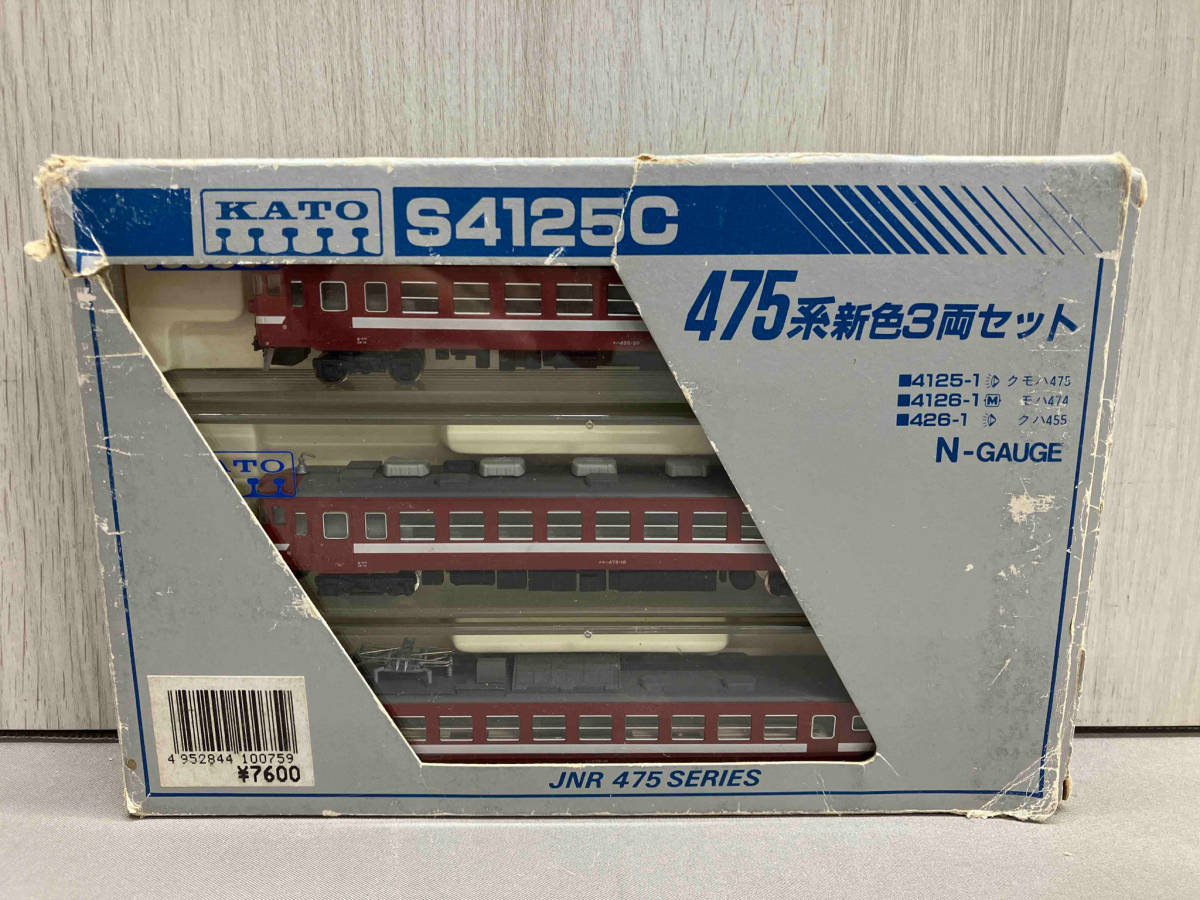 KATO S4125C
475系新色3両セット
■4125-1 クモハ475
■4126-1 M モハ474
■426-1 クハ455
N-GAUGE
KATO
4 952844 100759
¥7600
JNR 475 SERIES